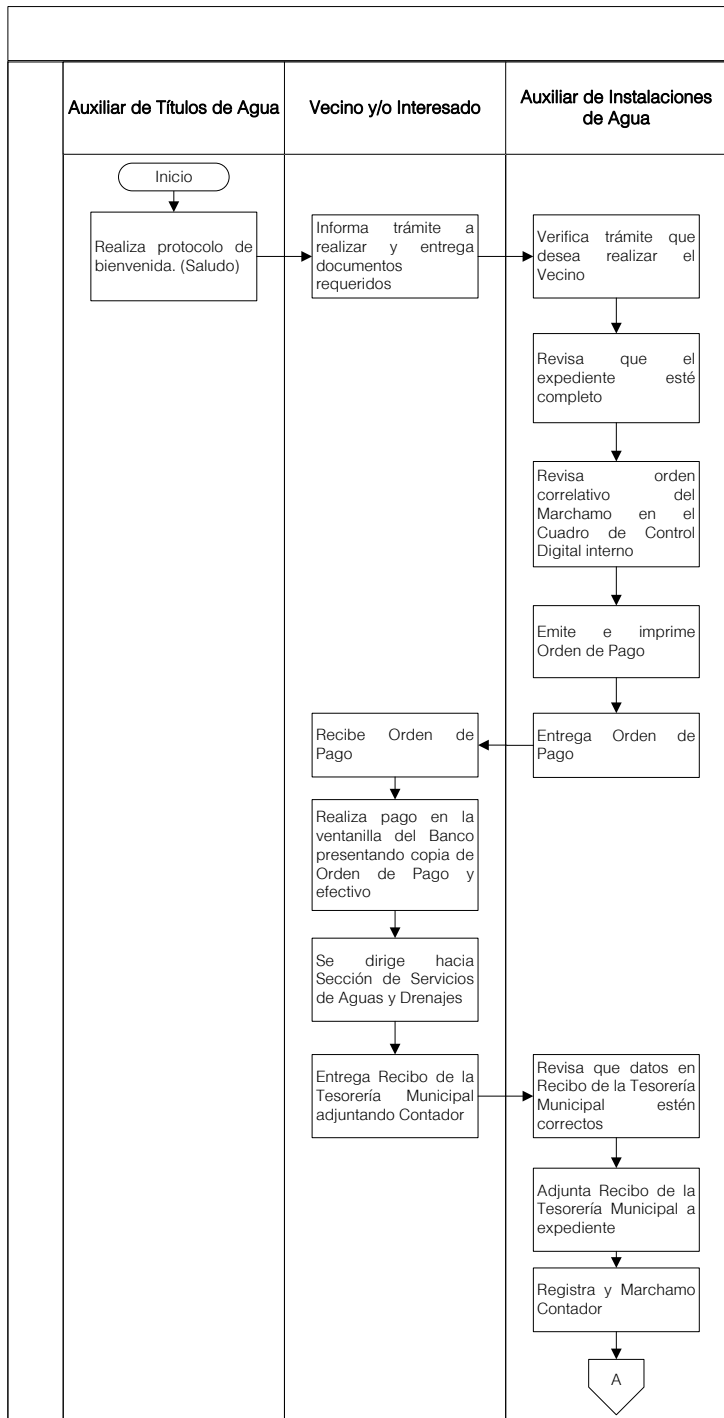 Auxiliar de Títulos de Agua
Vecino y/o Interesado
Auxiliar de Instalaciones
de Agua
Inicio
Realiza protocolo de
bienvenida. (Saludo)
Informa trámite a
realizar y entrega
documentos
requeridos
Verifica trámite que
desea realizar el
Vecino
Revisa que el
expediente esté
completo
Revisa orden
correlativo del
Marchamo en el
Cuadro de Control
Digital interno
Emite e imprime
Orden de Pago
Entrega Orden de
Pago
Recibe Orden de
Pago
Realiza pago en la
ventanilla del Banco
presentando copia de
Orden de Pago y
efectivo
Se dirige hacia
Sección de Servicios
de Aguas y Drenajes
Entrega Recibo de la
Tesorería Municipal
adjuntando Contador
Revisa que datos en
Recibo de la Tesorería
Municipal estén
correctos
Adjunta Recibo de la
Tesorería Municipal a
expediente
Registra y Marchamo
Contador
A